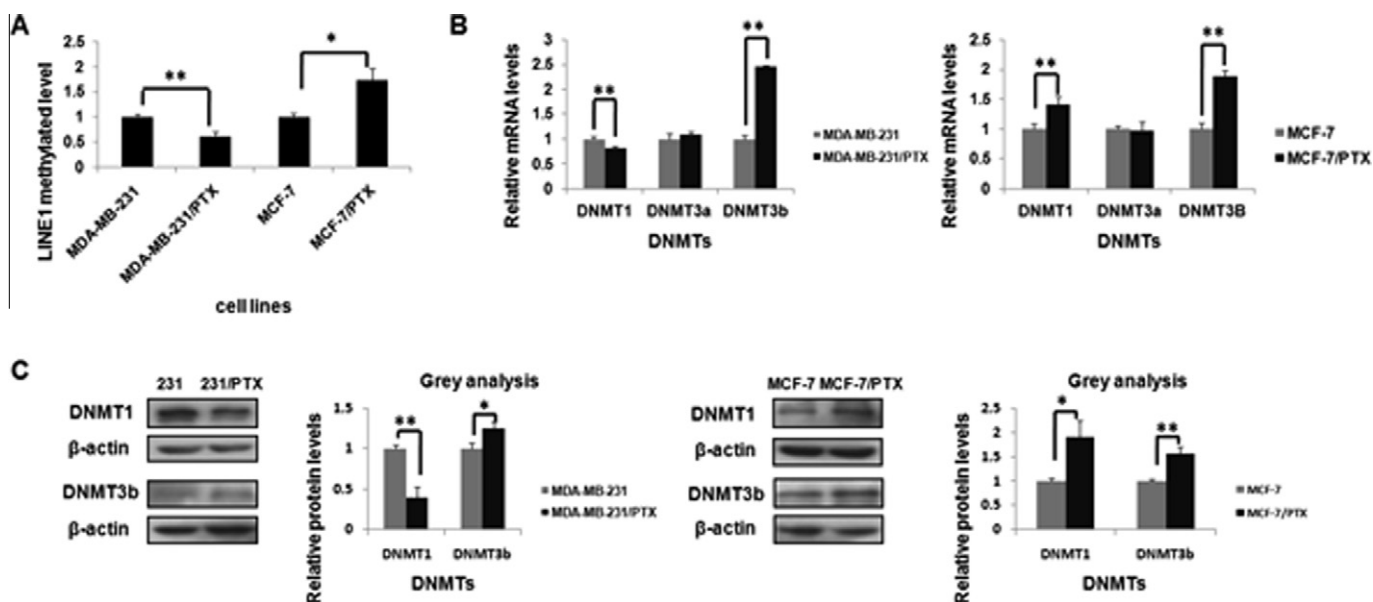 A
LINE1 methylated level
2.5
2
1.5
1
0.5
0
**
*
MDA-MB-231
MDA-MB-231/PTX
MCF-7
MCF-7/PTX
cell lines
B
Relative mRNA levels
3
2.5
2
1.5
1
0.5
0
**
**
DNMT1 DNMT3a DNMT3b
DNMTs
MDA-MB-231
MDA-MB-231/PTX
Relative mRNA levels
2.5
2
1.5
1
0.5
0
**
**
DNMT1 DNMT3a DNMT3B
DNMTs
MCF-7
MCF-7/PTX
C
231 231/PTX
DNMT1
β-actin
DNMT3b
β-actin
Grey analysis
Relative protein levels
1.5
1
0.5
0
**
*
DNMT1 DNMT3b
DNMTs
MDA-MB-231
MDA-MB-231/PTX
MCF-7 MCF-7/PTX
DNMT1
β-actin
DNMT3b
β-actin
Grey analysis
Relative protein levels
2.5
2
1.5
1
0.5
0
*
**
DNMT1 DNMT3b
DNMTs
MCF-7
MCF-7/PTX